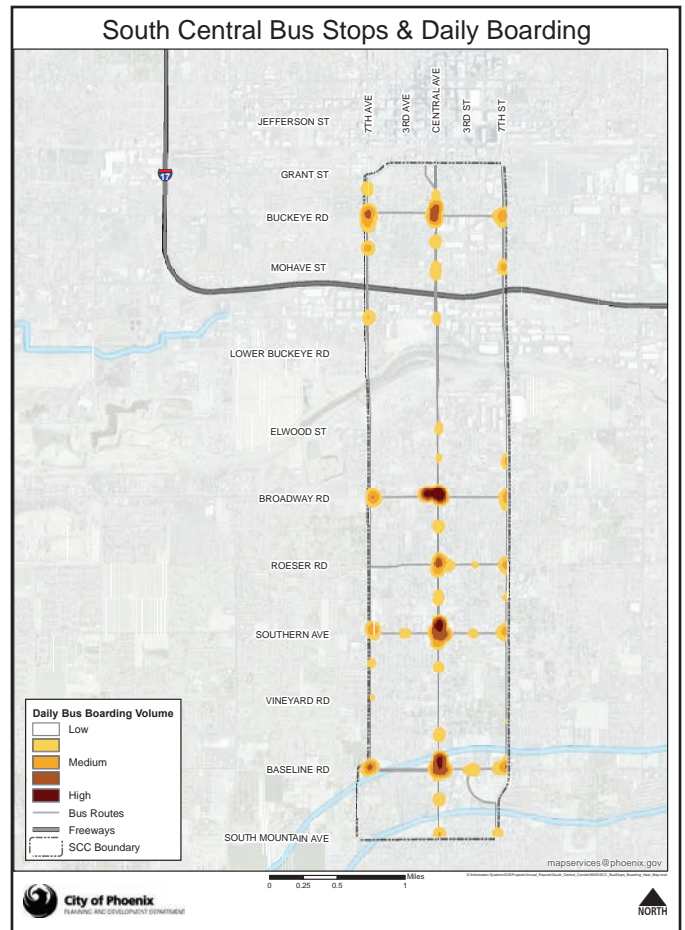 South Central Bus Stops & Daily Boarding
7TH AVE
3RD AVE
CENTRAL AVE
3RD ST
7TH ST
JEFFERSON ST
17
GRANT ST
BUCKEYE RD
MOHAVE ST
LOWER BUCKEYE RD
ELWOOD ST
BROADWAY RD
ROESER RD
SOUTHERN AVE
VINEYARD RD
BASELINE RD
SOUTH MOUNTAIN AVE
Daily Bus Boarding Volume
Low
Medium
High
Bus Routes
Freeways
SCC Boundary
mapservices@phoenix.gov
Miles
0 0.25 0.5 1
City of Phoenix
PLANNING AND DEVELOPMENT DEPARTMENT
NORTH